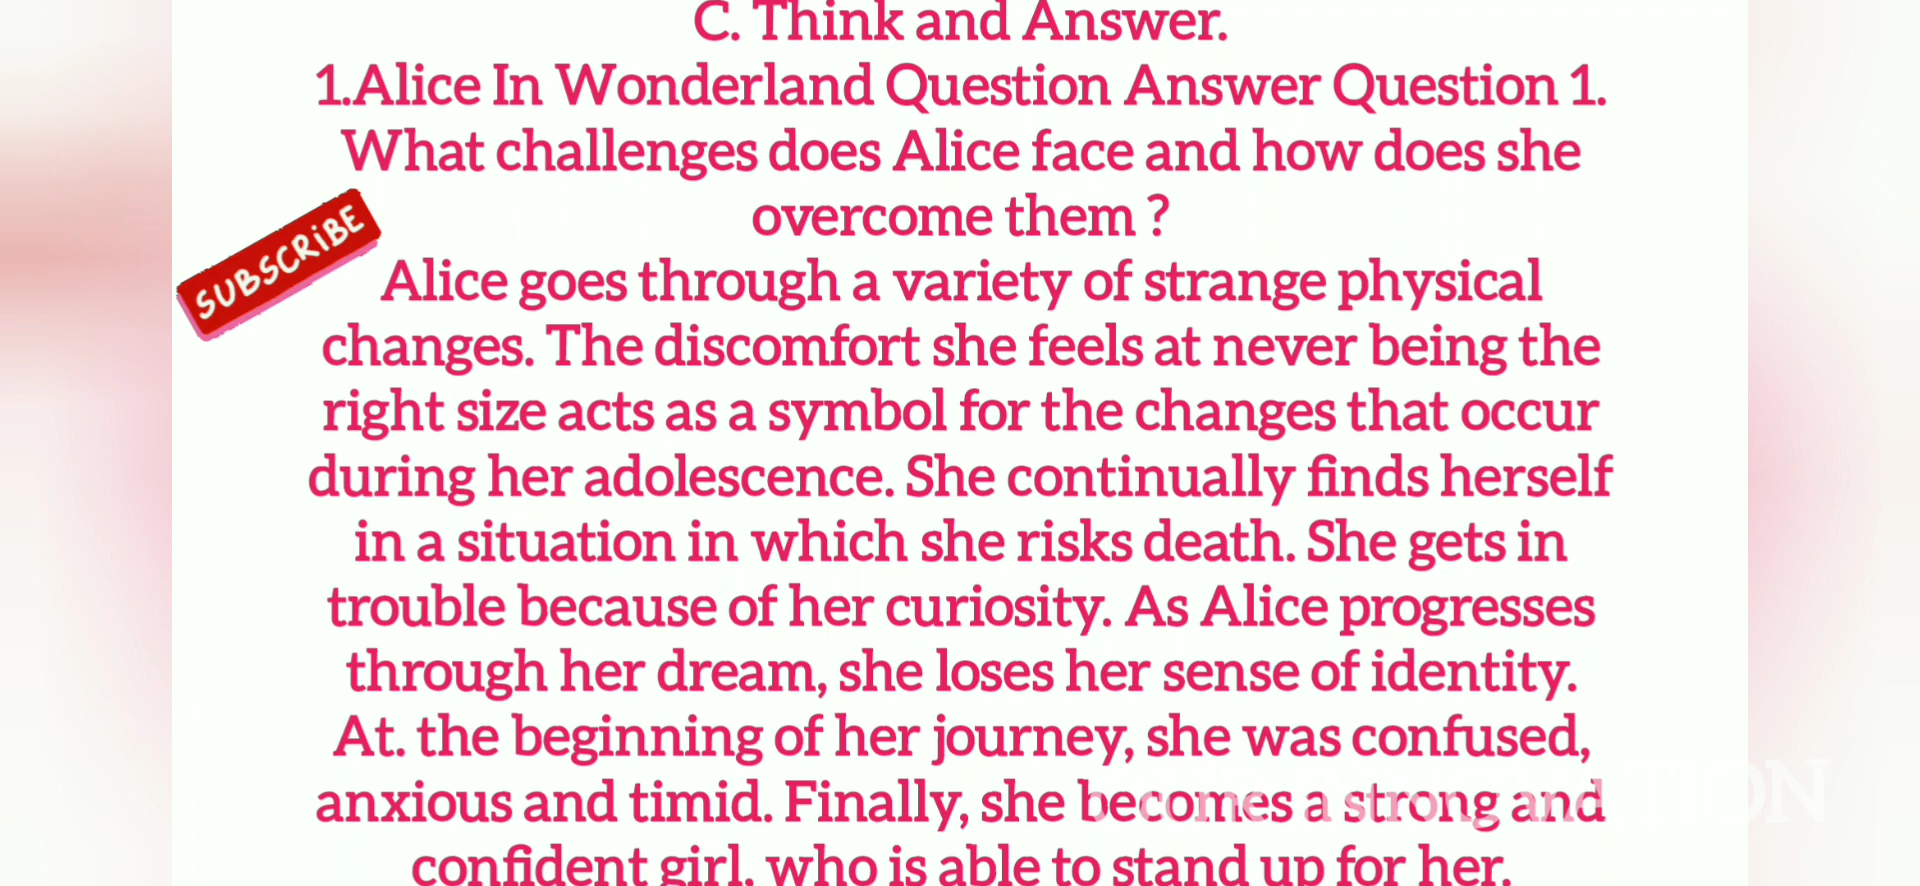 C. Think and Answer.
1.Alice In Wonderland Question Answer Question 1.
What challenges does Alice face and how does she
overcome them ?
SUBSCRiBE
Alice goes through a variety of strange physical
changes. The discomfort she feels at never being the
right size acts as a symbol for the changes that occur
during her adolescence. She continually finds herself
in a situation in which she risks death. She gets in
trouble because of her curiosity. As Alice progresses
through her dream, she loses her sense of identity.
At. the beginning of her journey, she was confused,
anxious and timid. Finally, she becomes a strong and
confident girl, who is able to stand up for her.